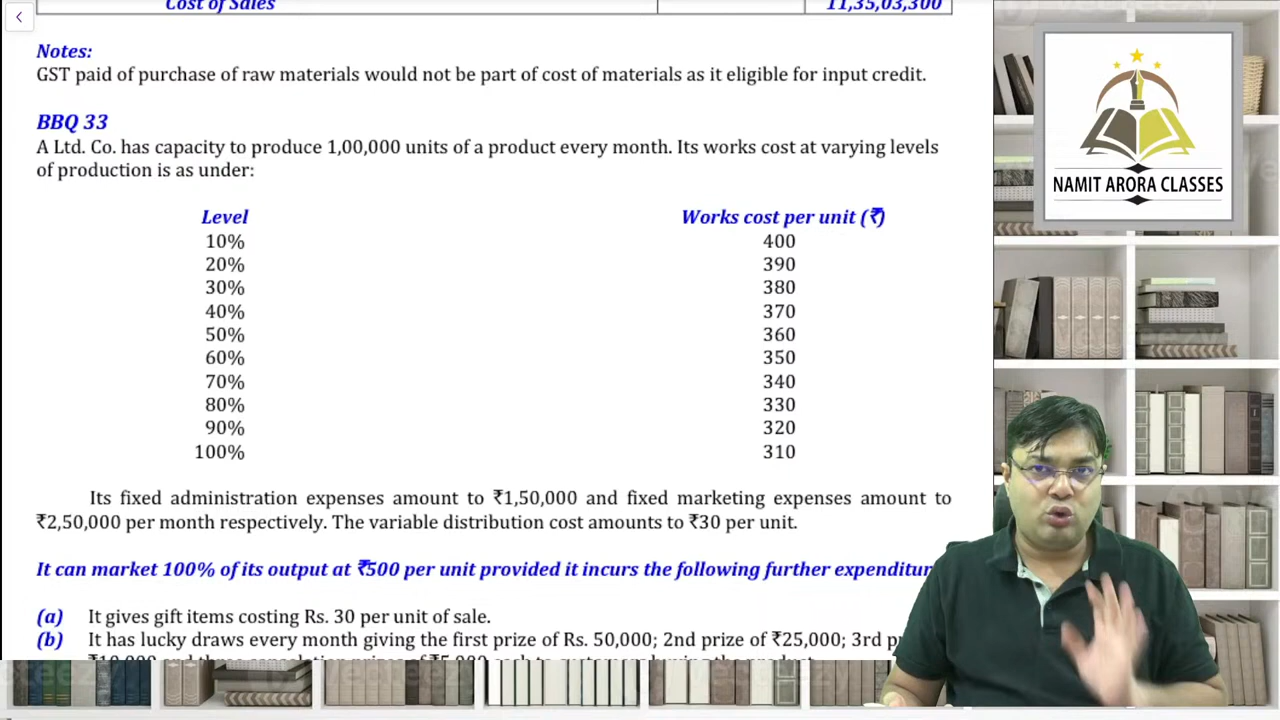 Cost of Sales 11,35,03,300
Notes:
GST paid of purchase of raw materials would not be part of cost of materials as it eligible for input credit.
BBQ 33
A Ltd. Co. has capacity to produce 1,00,000 units of a product every month. Its works cost at varying levels
of production is as under:
Level Works cost per unit (₹)
10% 400
20% 390
30% 380
40% 370
50% 360
60% 350
70% 340
80% 330
90% 320
100% 310
Its fixed administration expenses amount to ₹1,50,000 and fixed marketing expenses amount to
₹2,50,000 per month respectively. The variable distribution cost amounts to ₹30 per unit.
It can market 100% of its output at ₹500 per unit provided it incurs the following further
(a) It gives gift items costing Rs. 30 per unit of sale.
(b) It has lucky draws every month giving the first prize of Rs. 50,000; 2nd prize of ₹25,000; 3rd
NAMIT ARORA CLASSES